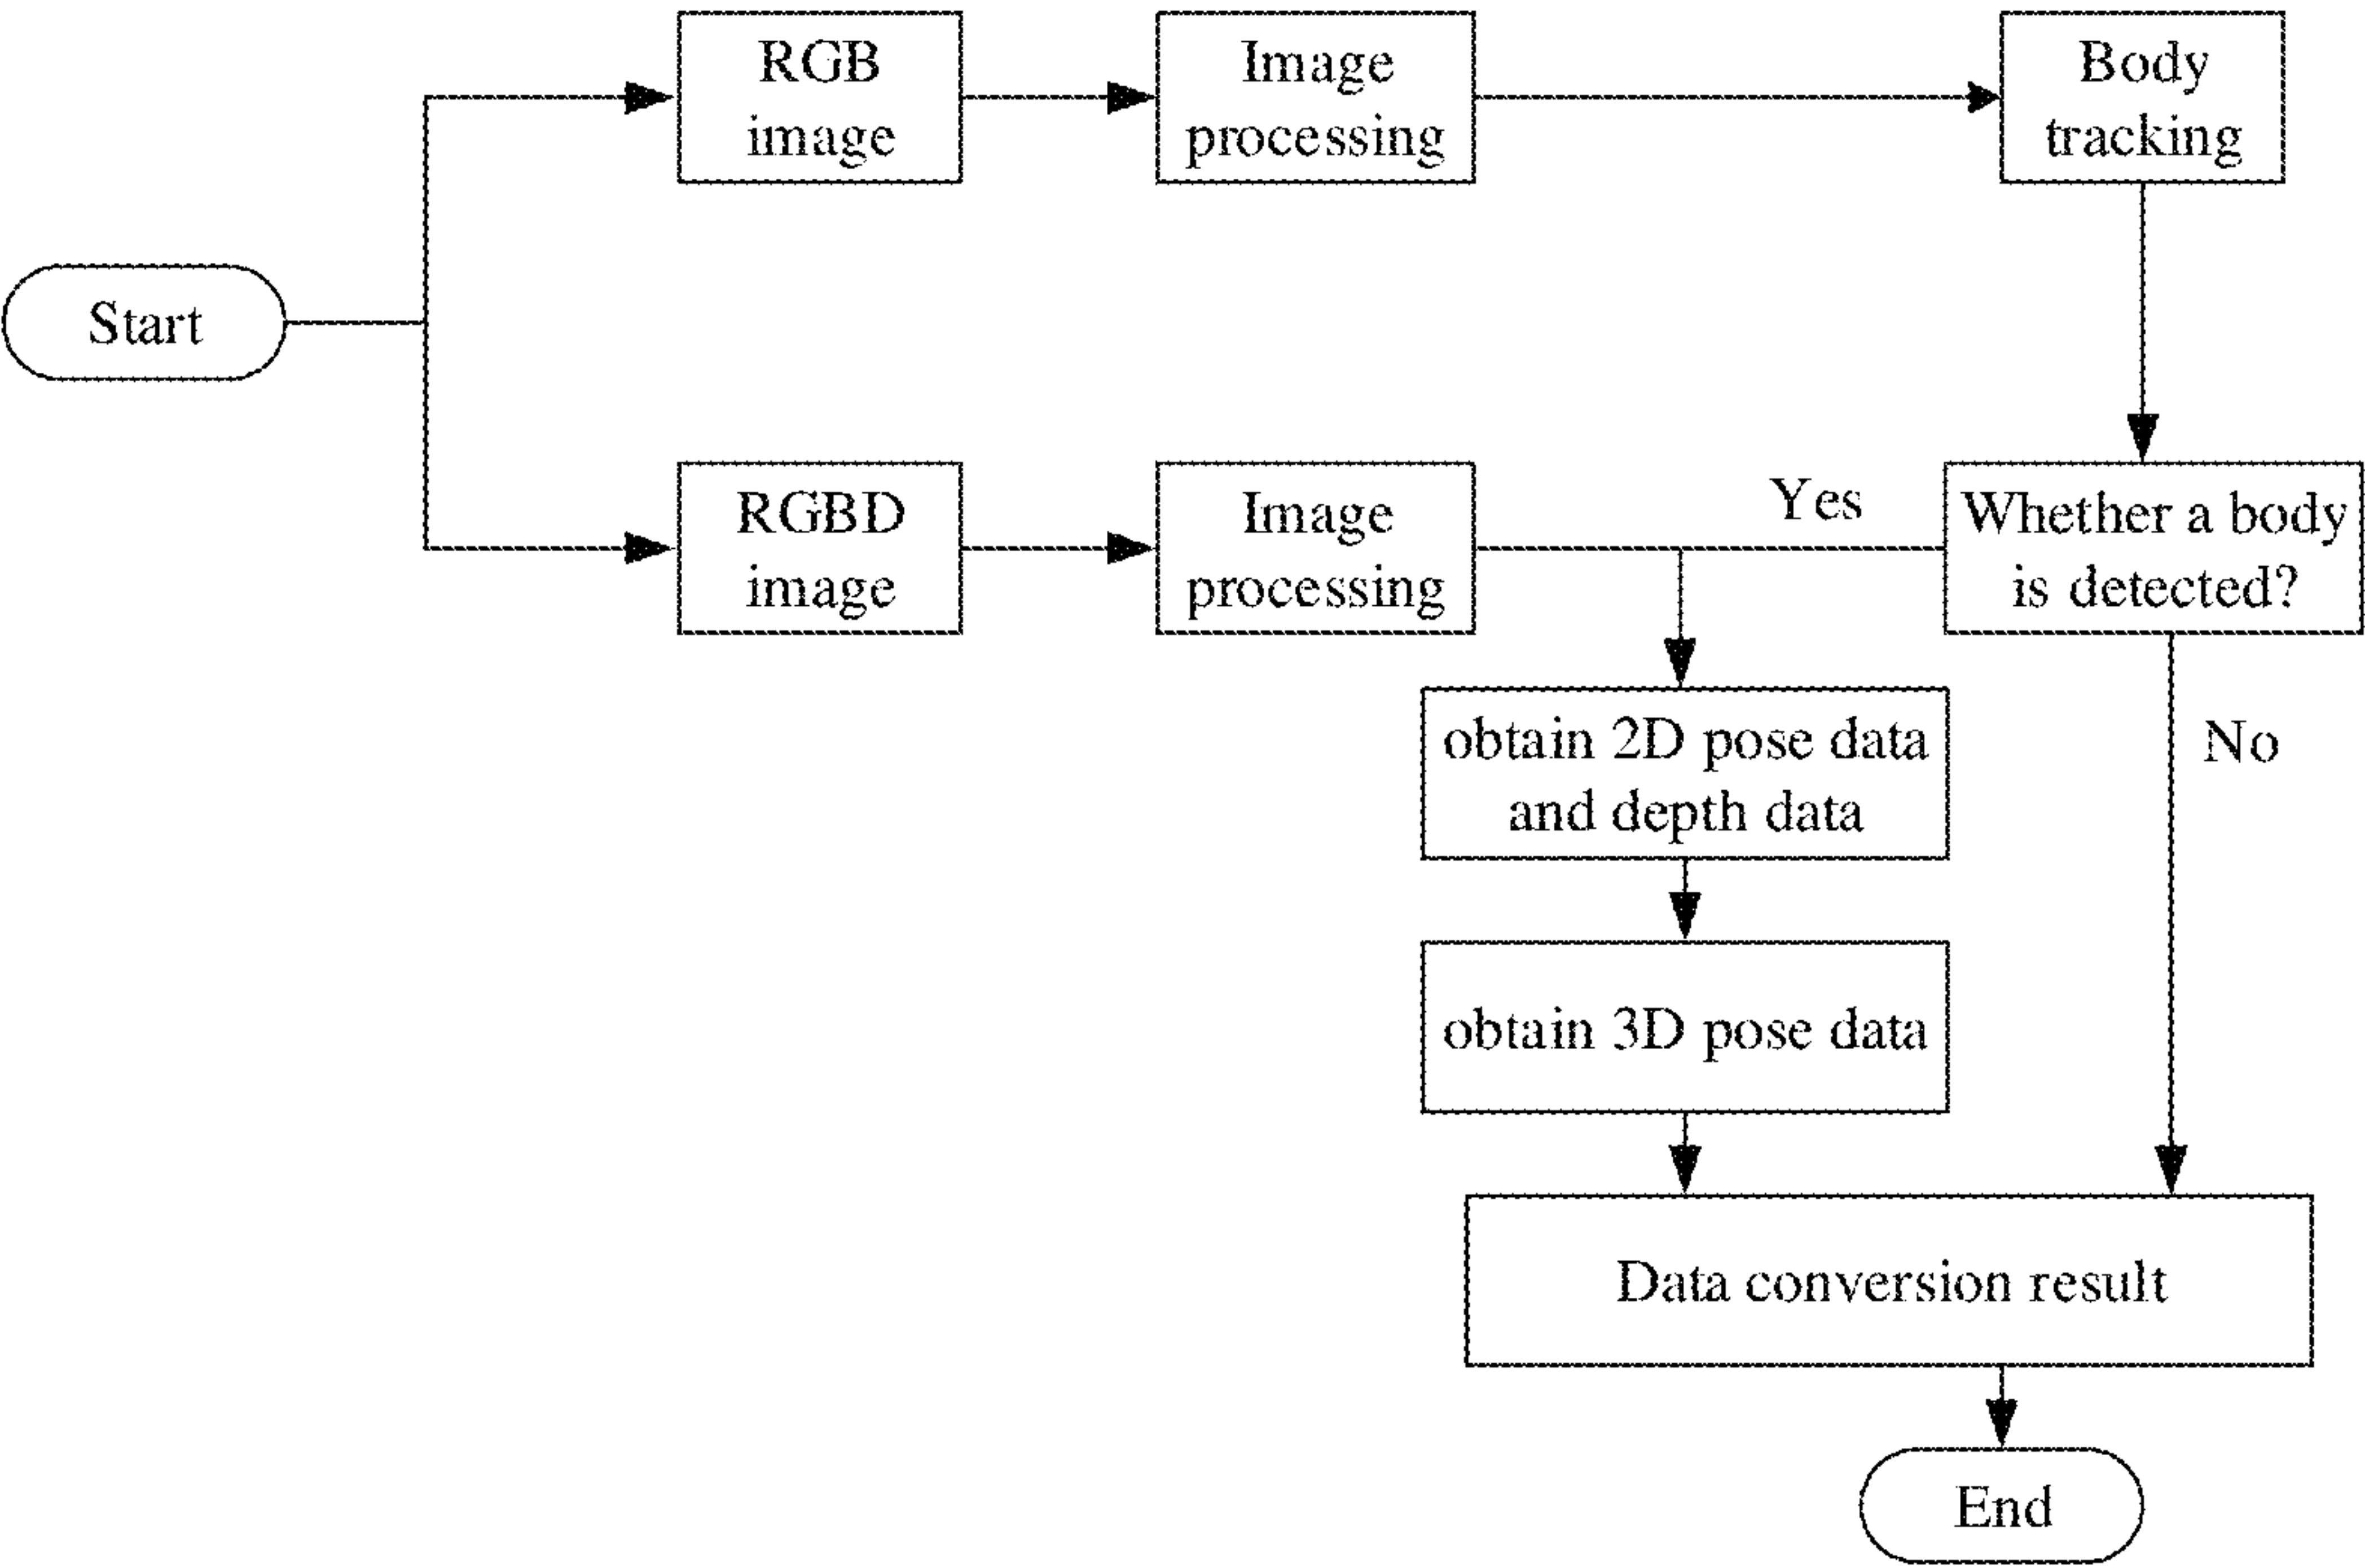 RGB
image
Image
processing
Body
tracking
Start
RGBD
image
Image
processing
Yes
Whether a body
is detected?
obtain 2D pose data
and depth data
No
obtain 3D pose data
Data conversion result
End